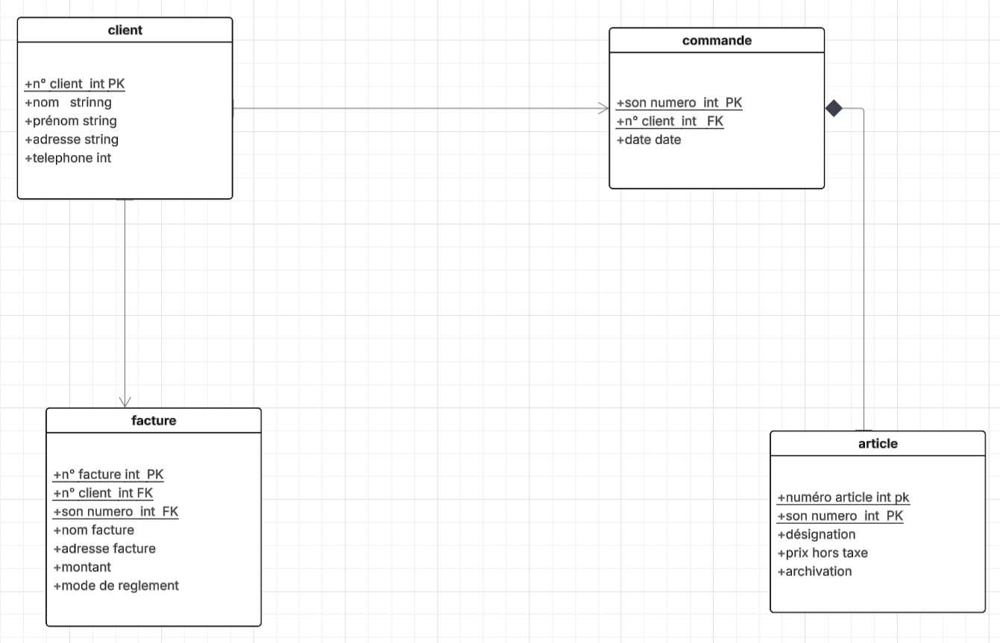 client
+n° client  int PK
+nom   strinng
+prénom string
+adresse string
+telephone int
commande
+son numero  int  PK
+n° client  int   FK
+date date
facture
+n° facture int  PK
+n° client  int FK
+son numero  int  FK
+nom facture
+adresse facture
+montant
+mode de reglement
article
+numéro article int pk
+son numero  int  PK
+désignation
+prix hors taxe
+archivation